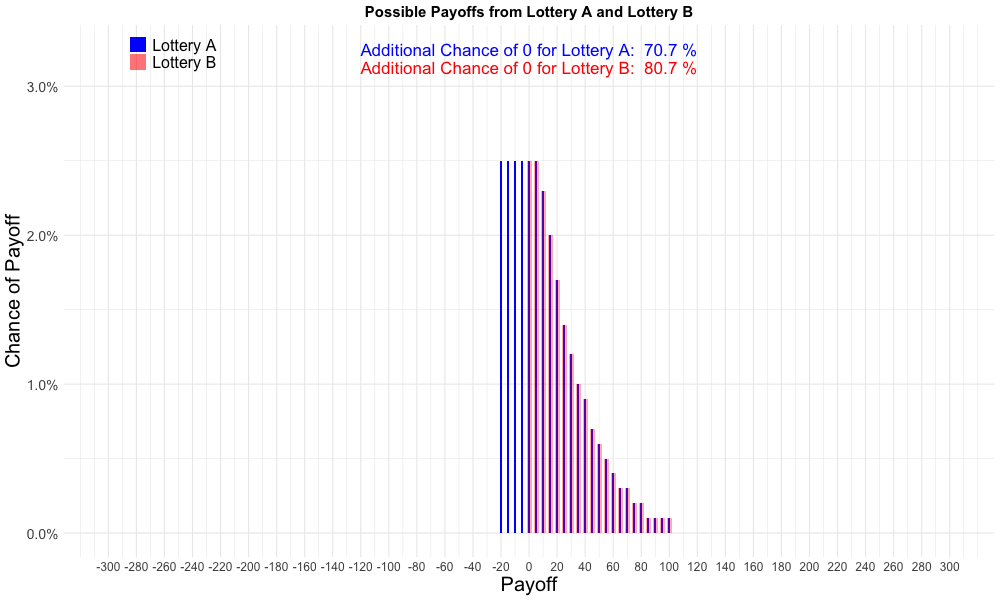 Possible Payoffs from Lottery A and Lottery B
Lottery A
Lottery B
Additional Chance of 0 for Lottery A:  70.7 %
Additional Chance of 0 for Lottery B:  80.7 %
Chance of Payoff
3.0%
2.0%
1.0%
0.0%
-300 -280 -260 -240 -220 -200 -180 -160 -140 -120 -100 -80 -60 -40 -20 0 20 40 60 80 100 120 140 160 180 200 220 240 260 280 300
Payoff